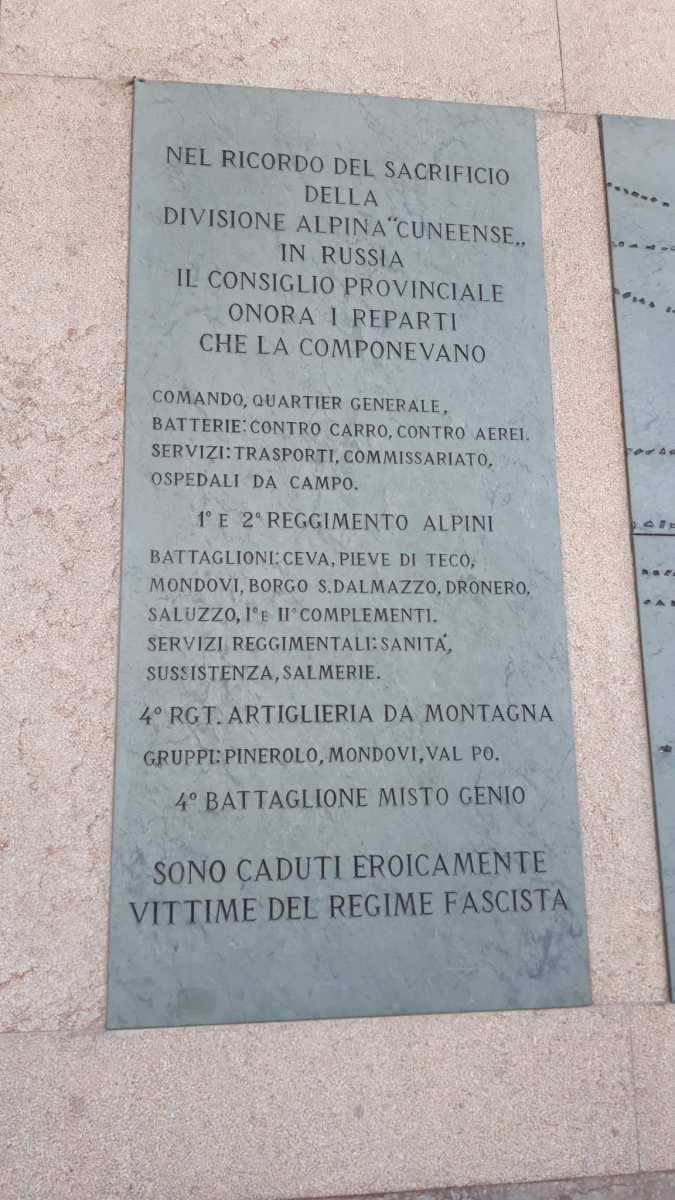 NEL RICORDO DEL SACRIFICIO
DELLA
DIVISIONE ALPINA "CUNEENSE„
IN RUSSIA
IL CONSIGLIO PROVINCIALE
ONORA I REPARTI
CHE LA COMPONEVANO
COMANDO, QUARTIER GENERALE,
BATTERIE: CONTRO CARRO, CONTRO AEREI.
SERVIZI: TRASPORTI, COMMISSARIATO,
OSPEDALI DA CAMPO.
1° E 2° REGGIMENTO ALPINI
BATTAGLIONI: CEVA, PIEVE DI TECO,
MONDOVI, BORGO S. DALMAZZO, DRONERO,
SALUZZO, I° E II° COMPLEMENTI.
SERVIZI REGGIMENTALI: SANITA',
SUSSISTENZA, SALMERIE.
4° RGT. ARTIGLIERIA DA MONTAGNA
GRUPPI: PINEROLO, MONDOVI, VAL PO.
4° BATTAGLIONE MISTO GENIO
SONO CADUTI EROICAMENTE
VITTIME DEL REGIME FASCISTA